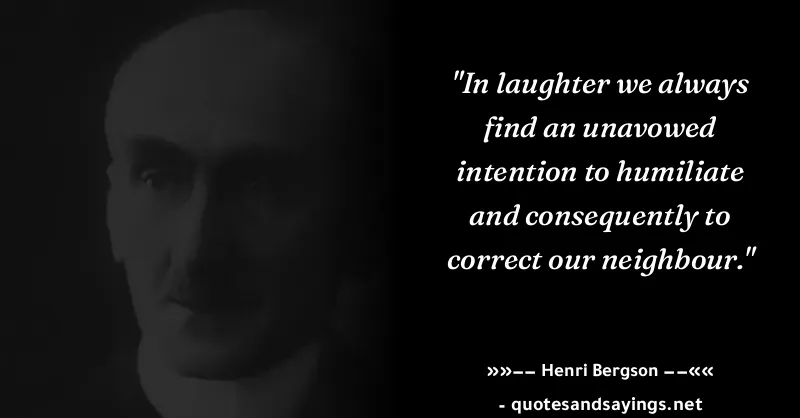 "In laughter we always
find an unavowed
intention to humiliate
and consequently to
correct our neighbour."
»»−− Henri Bergson −−««
- quotesandsayings.net